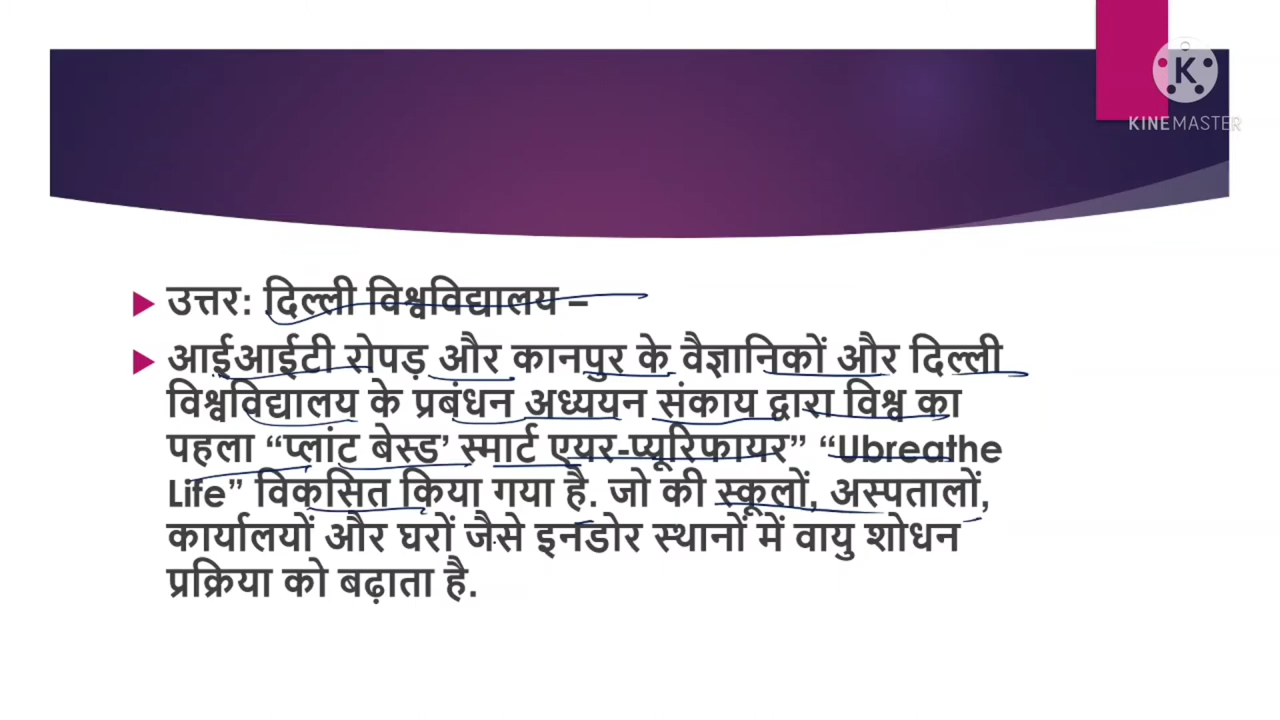 K
KINEMASTER
उत्तर: दिल्ली विश्वविद्यालय –
आईआईटी रोपड़ और कानपुर के वैज्ञानिकों और दिल्ली
विश्वविद्यालय के प्रबंधन अध्ययन संकाय द्वारा विश्व का
पहला “प्लांट बेस्ड’ स्मार्ट एयर-प्यूरिफायर” “Ubreathe
Life” विकसित किया गया है. जो की स्कूलों, अस्पतालों,
कार्यालयों और घरों जैसे इनडोर स्थानों में वायु शोधन
प्रक्रिया को बढ़ाता है.